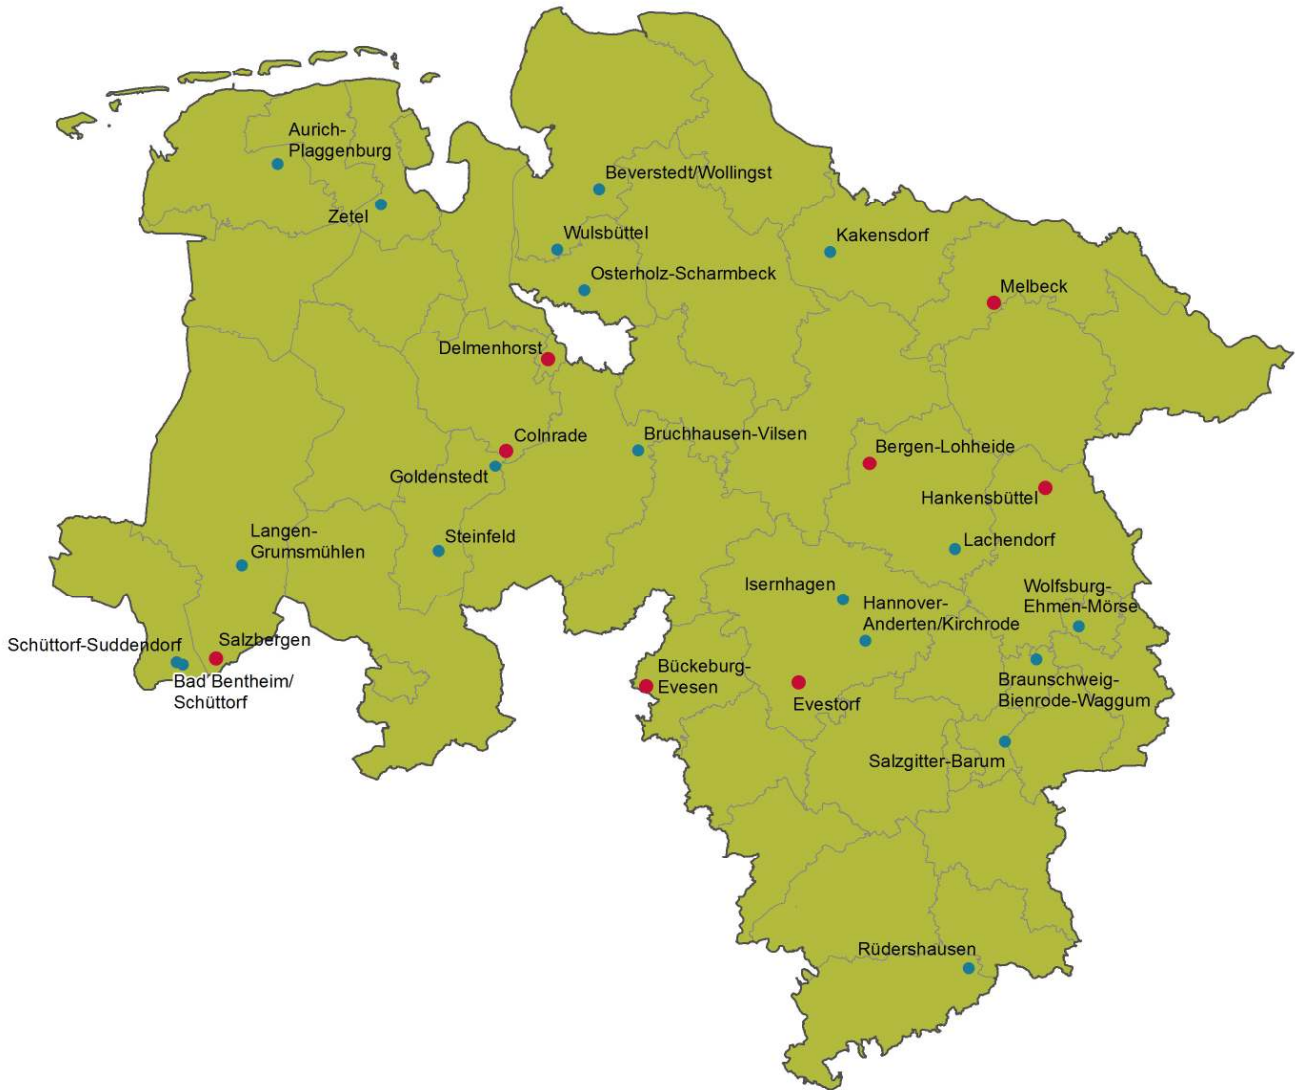 Aurich-
Plaggenburg
Beverstedt/Wollingst
Zetel
Wulsbüttel
Kakensdorf
Osterholz-Scharmbeck
Melbeck
Delmenhorst
Colnrade
Bruchhausen-Vilsen
Bergen-Lohheide
Goldenstedt
Hankensbüttel
Langen-
Grumsmühlen
Steinfeld
Lachendorf
Isernhagen
Wolfsburg-
Ehmen-Mörse
Hannover-
Anderten/Kirchrode
Schüttorf-Suddendorf
Salzbergen
Bad Bentheim/
Schüttorf
Bückeburg-
Evesen
Evestorf
Braunschweig-
Bienrode-Waggum
Salzgitter-Barum
Rüdershausen